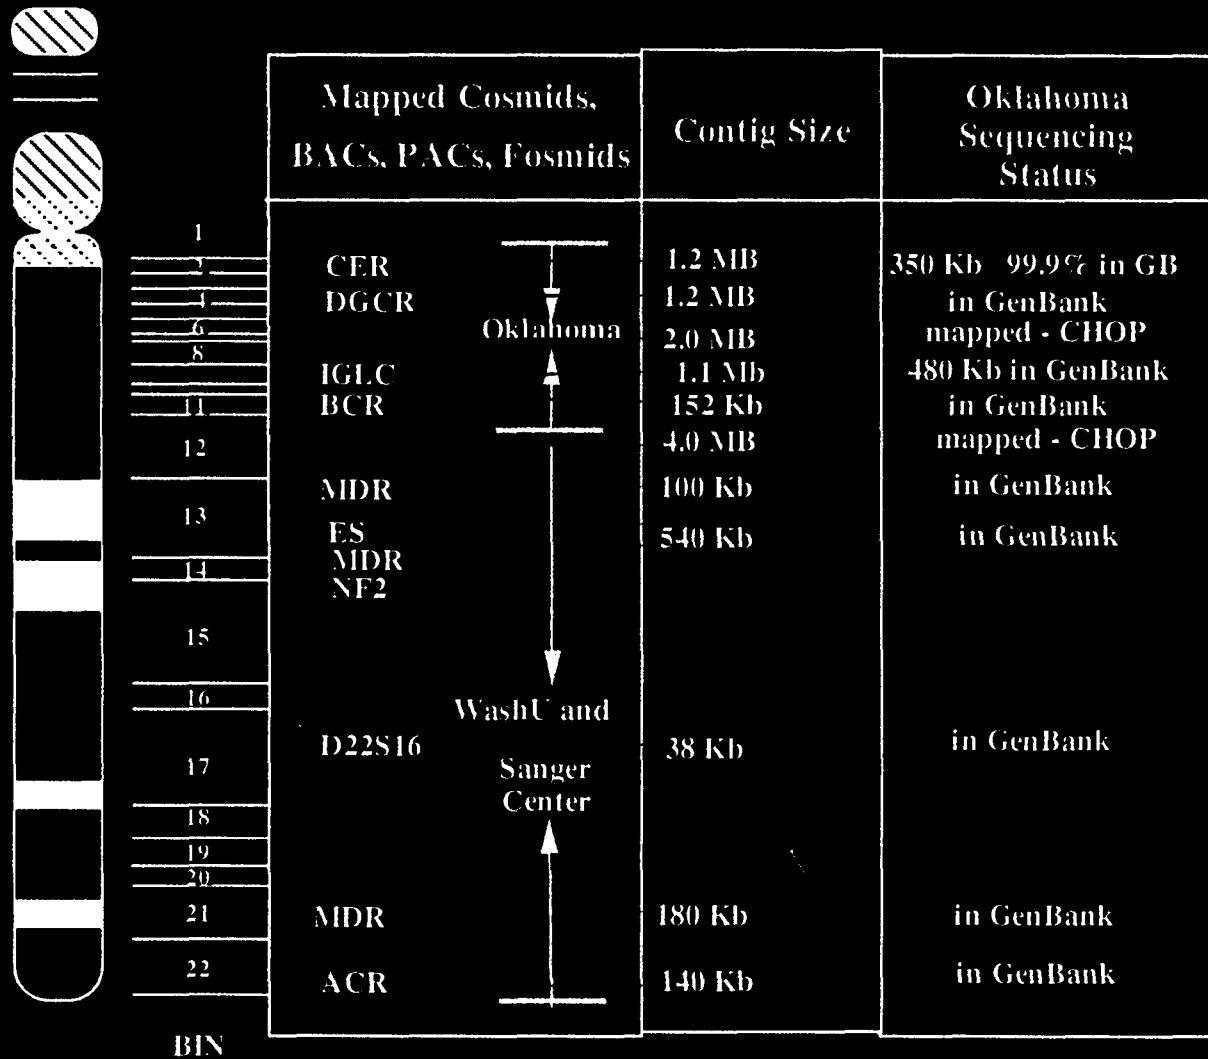 Mapped Cosmids,
BACs, PACs, Fosmids
Contig Size
Oklahoma
Sequencing
Status
1
2 CER 1.2 MB 350 Kb 99.9% in GB
4 DGCR 1.2 MB in GenBank
6 Oklahoma 2.0 MB mapped - CHOP
8 IGLC 1.1 Mb 480 Kb in GenBank
11 BCR 152 Kb in GenBank
12 4.0 MB mapped - CHOP
MDR 100 Kb in GenBank
13 ES 540 Kb in GenBank
MDR
14 NF2
15
16 WashU and
D22S16 38 Kb in GenBank
17 Sanger
Center
18
19
20
21 MDR 180 Kb in GenBank
22 ACR 140 Kb in GenBank
BIN